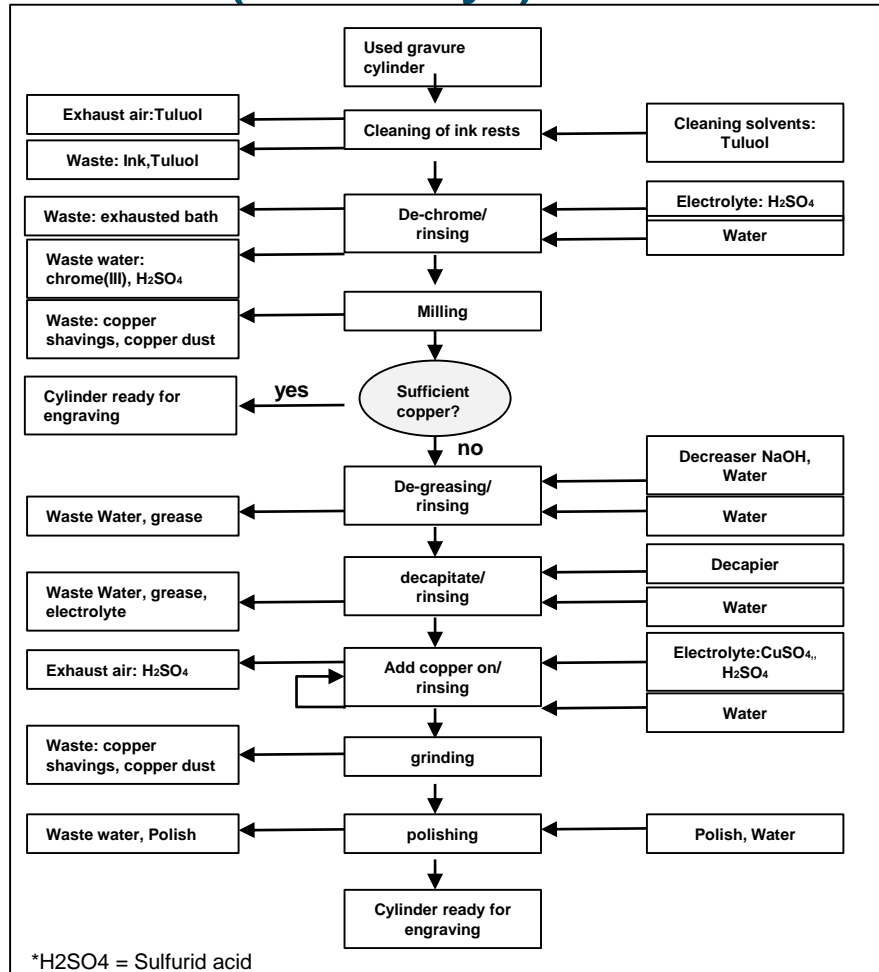 Used gravure
cylinder
Exhaust air:Tuluol
Cleaning of ink rests
Cleaning solvents:
Tuluol
Waste: Ink,Tuluol
Waste: exhausted bath
De-chrome/
rinsing
Electrolyte: H₂SO₄
Water
Waste water:
chrome(III), H₂SO₄
Waste: copper
shavings, copper dust
Milling
Cylinder ready for
engraving
yes
Sufficient
copper?
no
Decreaser NaOH,
Water
De-greasing/
rinsing
Waste Water, grease
Water
Decapier
decapitate/
rinsing
Waste Water, grease,
electrolyte
Water
Exhaust air: H₂SO₄
Add copper on/
rinsing
Electrolyte:CuSO₄,,
H₂SO₄
Water
Waste: copper
shavings, copper dust
grinding
Waste water, Polish
polishing
Polish, Water
Cylinder ready for
engraving
*H2SO4 = Sulfurid acid